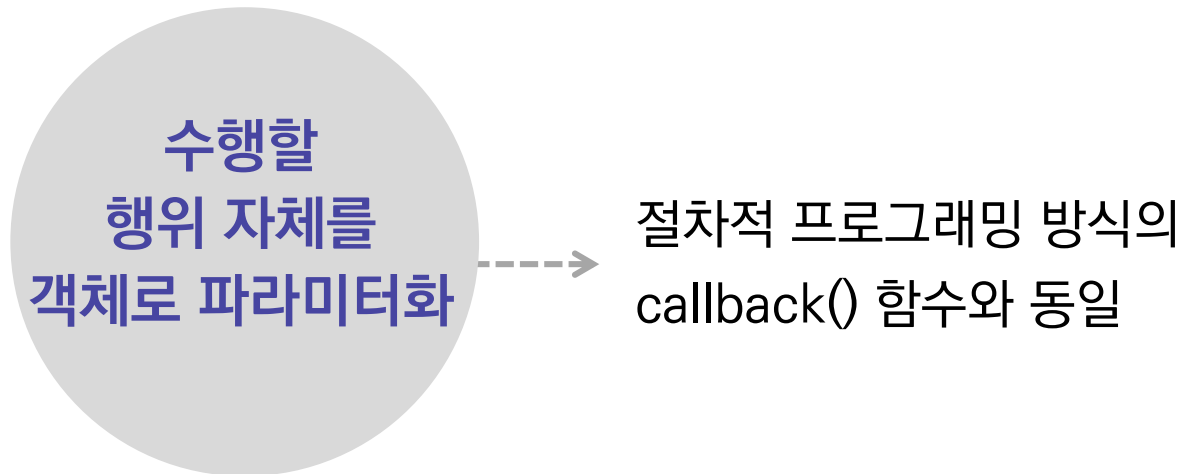 수행할
행위 자체를
객체로 파라미터화
절차적 프로그래밍 방식의
callback() 함수와 동일